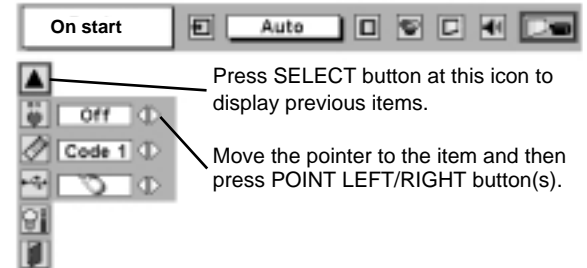 On start
Auto
Press SELECT button at this icon to
display previous items.
Off
Code 1
Move the pointer to the item and then
press POINT LEFT/RIGHT button(s).